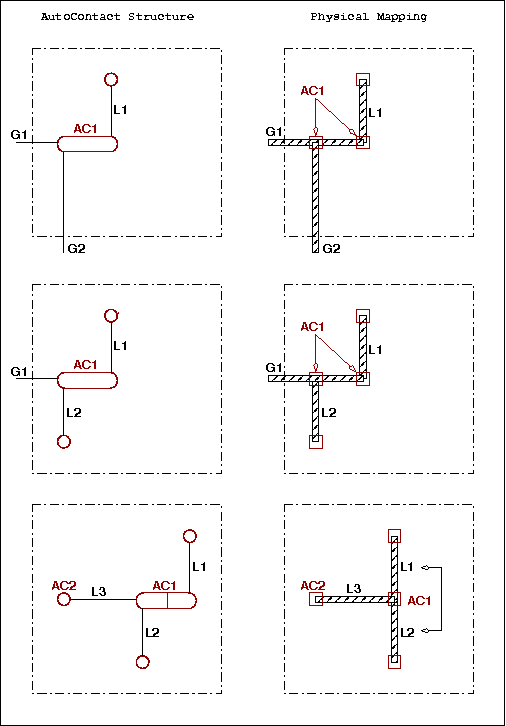 AutoContact Structure
Physical Mapping
L1
AC1
G1
G2
AC1
L1
G1
G2
L1
AC1
G1
L2
AC1
L1
G1
L2
L1
AC2
AC1
L3
L2
L1
AC2
L3
AC1
L2